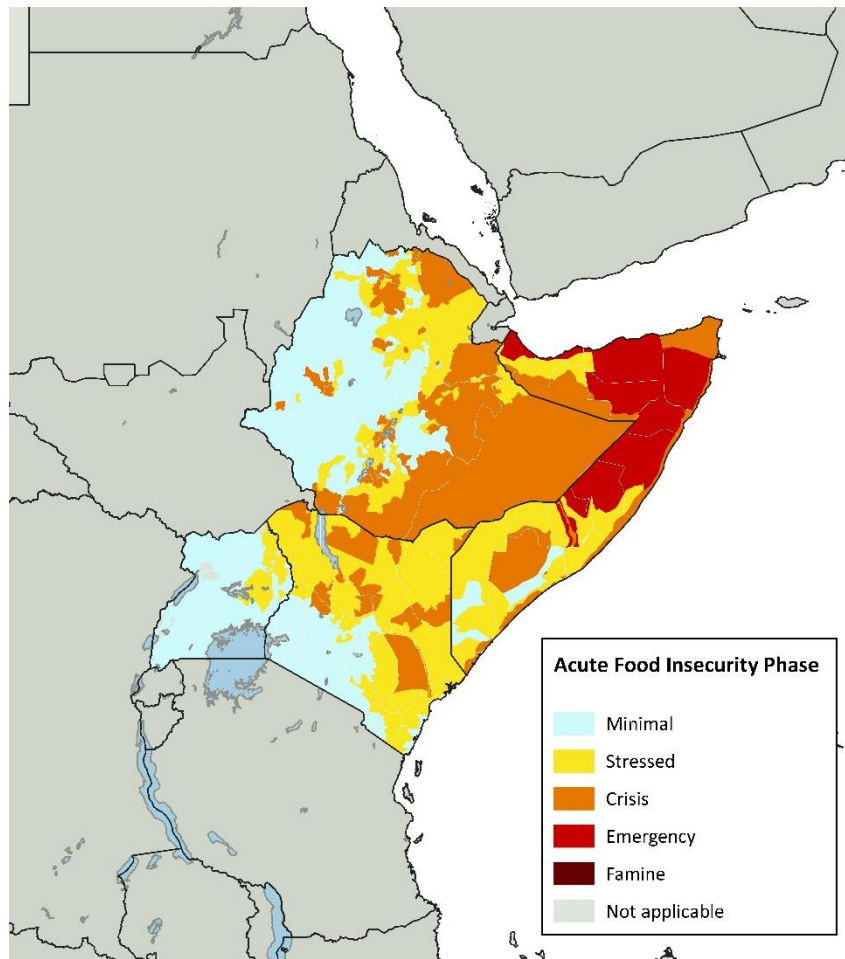 Acute Food Insecurity Phase
Minimal
Stressed
Crisis
Emergency
Famine
Not applicable